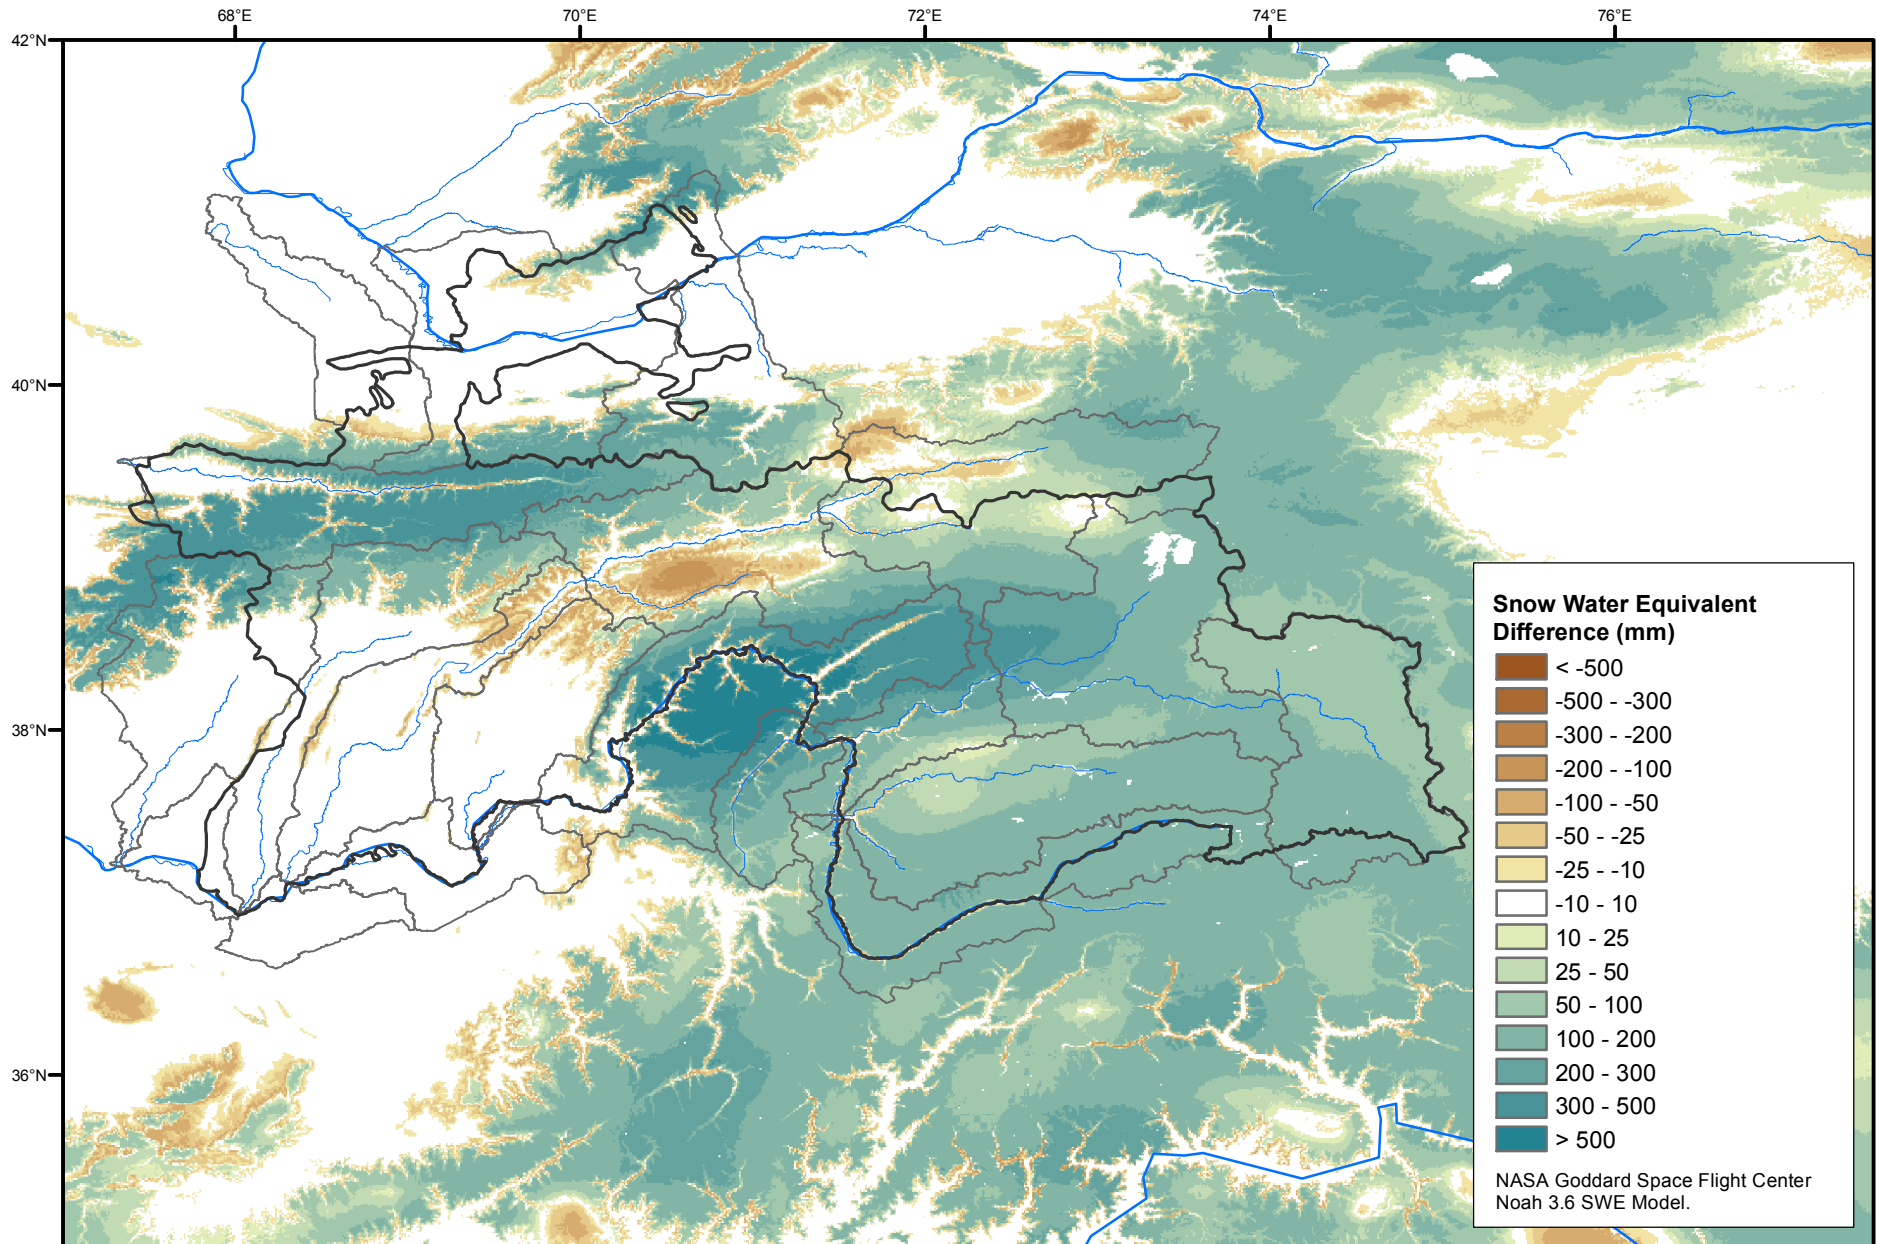 68°E 70°E 72°E 74°E 76°E
42°N
40°N
38°N
36°N
Snow Water Equivalent
Difference (mm)
< -500
-500 - -300
-300 - -200
-200 - -100
-100 - -50
-50 - -25
-25 - -10
-10 - 10
10 - 25
25 - 50
50 - 100
100 - 200
200 - 300
300 - 500
> 500
NASA Goddard Space Flight Center
Noah 3.6 SWE Model.